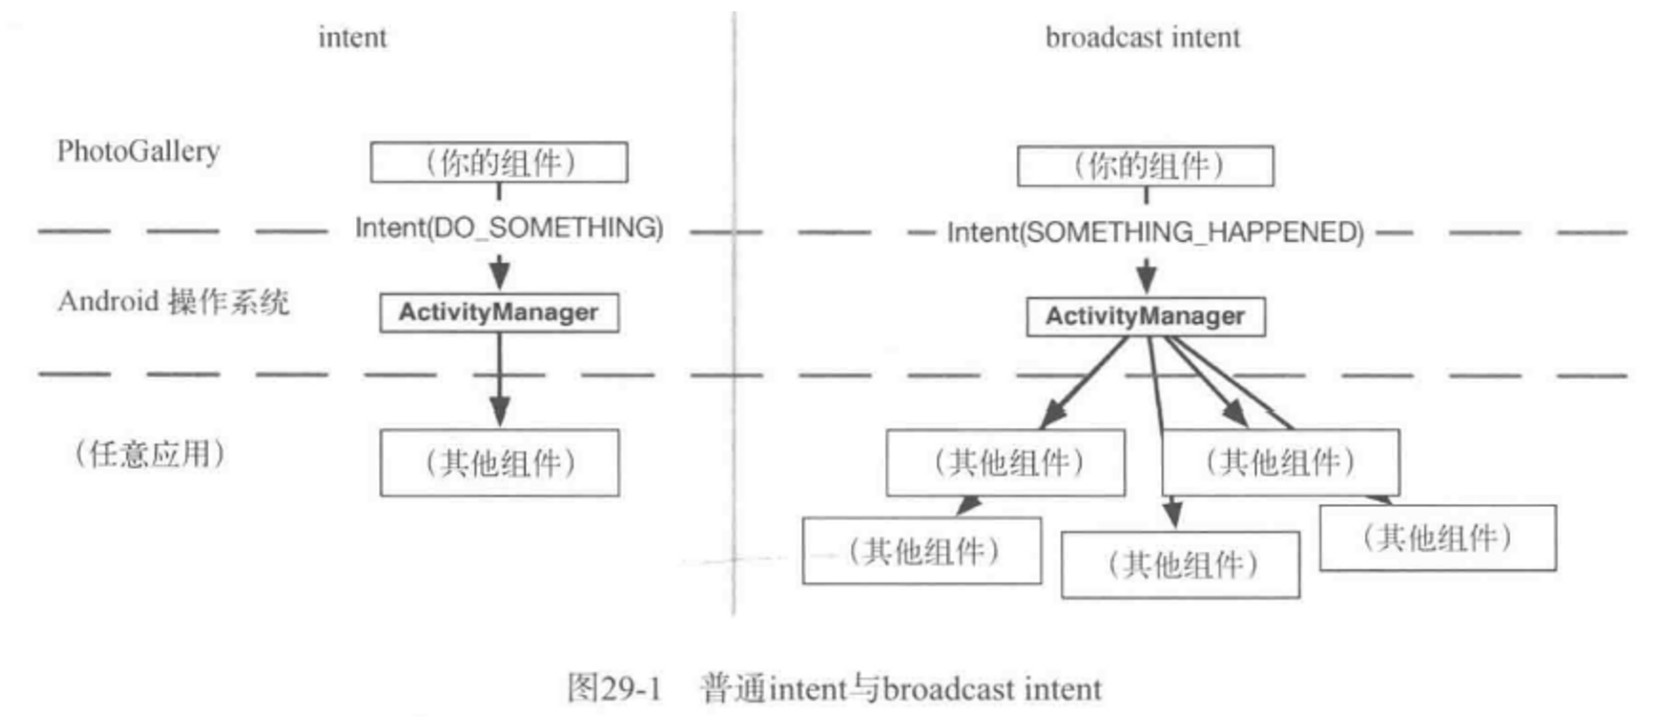 intent
broadcast intent
PhotoGallery
（你的组件）
（你的组件）
Intent(DO_SOMETHING)
Intent(SOMETHING_HAPPENED)
Android 操作系统
ActivityManager
ActivityManager
（任意应用）
（其他组件）
（其他组件）
（其他组件）
（其他组件）
（其他组件）
（其他组件）
图29-1 普通intent与broadcast intent